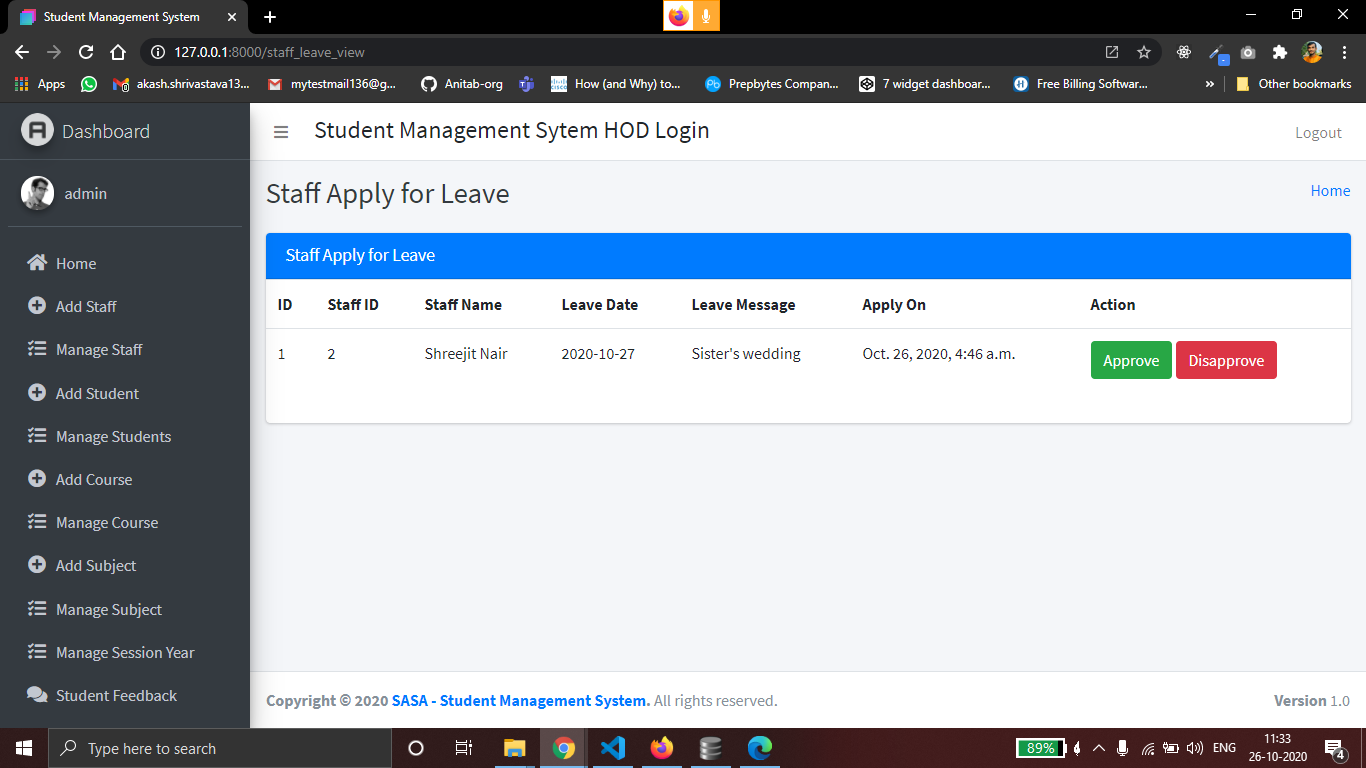 Student Management System
127.0.0.1:8000/staff_leave_view
Apps
akash.shrivastava13...
mytestmail136@g...
Anitab-org
How (and Why) to...
Prepbytes Compan...
7 widget dashboar...
Free Billing Softwar...
»
Other bookmarks
Dashboard
Student Management Sytem HOD Login
Logout
admin
Staff Apply for Leave
Home
Home
Add Staff
Manage Staff
Add Student
Manage Students
Add Course
Manage Course
Add Subject
Manage Subject
Manage Session Year
Student Feedback
Staff Apply for Leave
ID Staff ID Staff Name Leave Date Leave Message Apply On Action
1 2 Shreejit Nair 2020-10-27 Sister's wedding Oct. 26, 2020, 4:46 a.m. Approve Disapprove
Copyright © 2020 SASA - Student Management System. All rights reserved.
Version 1.0
Type here to search
89%
ENG
11:33
26-10-2020
4